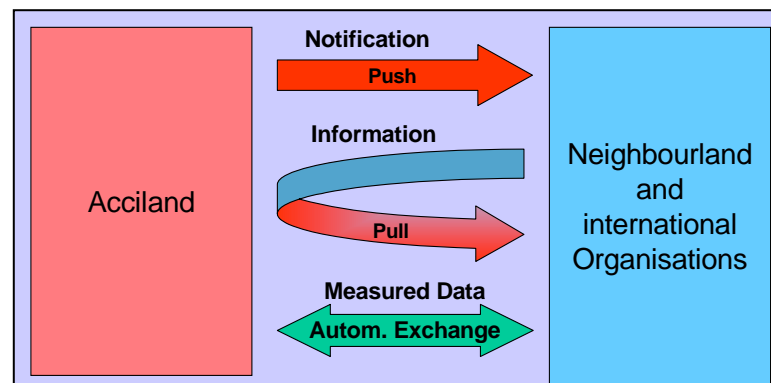 Acciland
Notification
Push
Information
Pull
Measured Data
Autom. Exchange
Neighbourland
and
international
Organisations